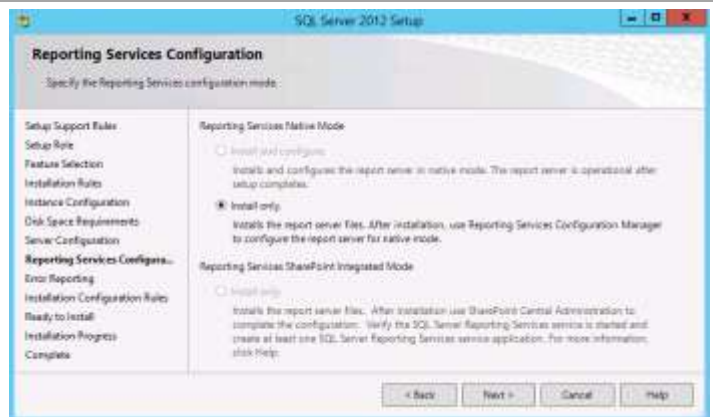 SQL Server 2012 Setup
Reporting Services Configuration
Specify the Reporting Services configuration mode.
Setup Support Rules
Setup Role
Feature Selection
Installation Rules
Instance Configuration
Disk Space Requirements
Server Configuration
Reporting Services Configura...
Error Reporting
Installation Configuration Rules
Ready to Install
Installation Progress
Complete
Reporting Services Native Mode
Install and configure.
Installs and configures the report server in native mode. The report server is operational after
setup completes.
Install only.
Installs the report server files. After installation, use Reporting Services Configuration Manager
to configure the report server for native mode.
Reporting Services SharePoint Integrated Mode
Install only.
Installs the report server files. After installation use SharePoint Central Administration to
complete the configuration. Verify the SQL Server Reporting Services service is started and
create at least one SQL Server Reporting Services service application. For more information,
click Help.
< Back
Next >
Cancel
Help